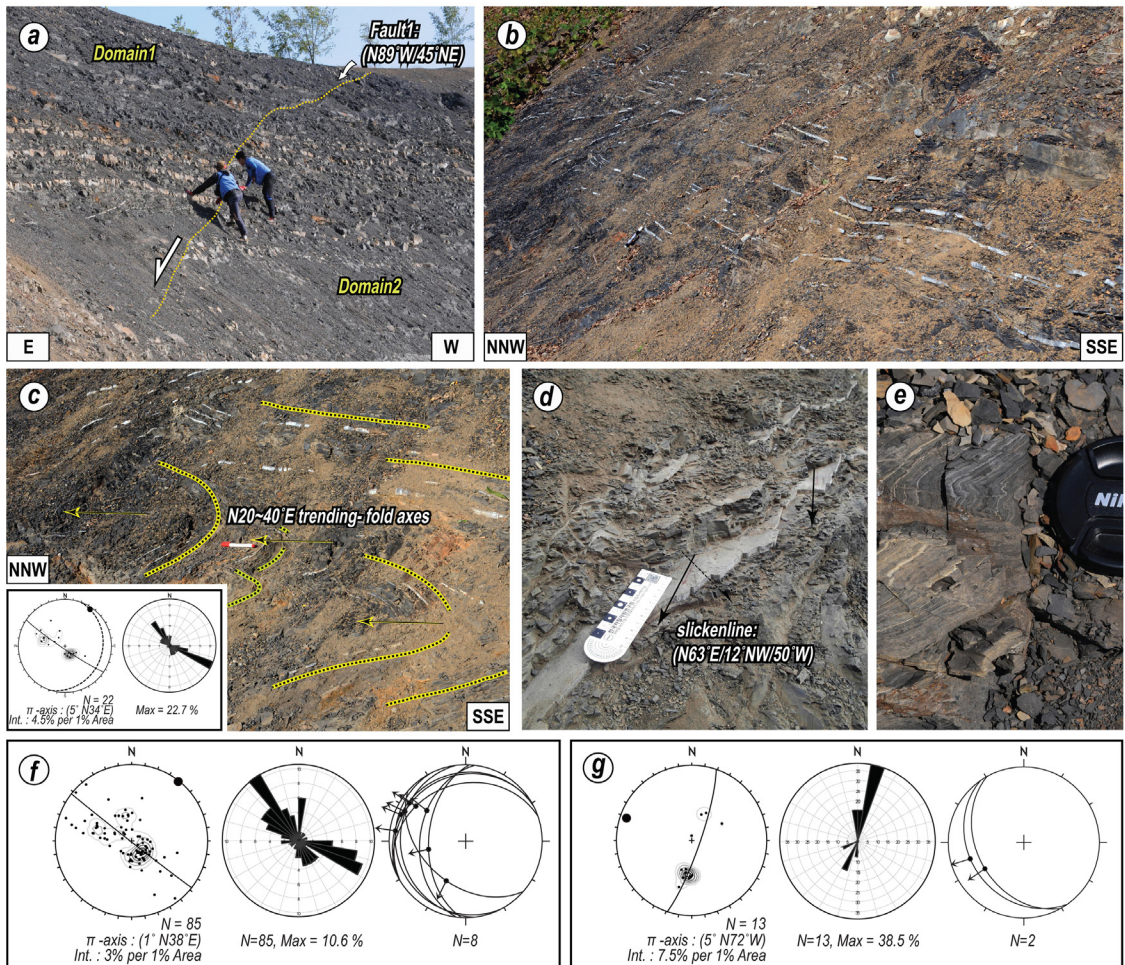 a
Domain1
Fault1:
(N89°W/45°NE)
Domain2
E
W
b
NNW
SSE
c
N20~40°E trending- fold axes
NNW
N
N
N = 22
π -axis : (5° N34°E)
Int. : 4.5% per 1% Area
Max = 22.7 %
SSE
d
slickenline:
(N63°E/12°NW/50°W)
e
NiK
f
N
N
N = 85
π -axis : (1° N38°E)
Int. : 3% per 1% Area
N=85, Max = 10.6 %
N=8
g
N
N
N = 13
π -axis : (5° N72°W)
Int. : 7.5% per 1% Area
N=13, Max = 38.5 %
N=2